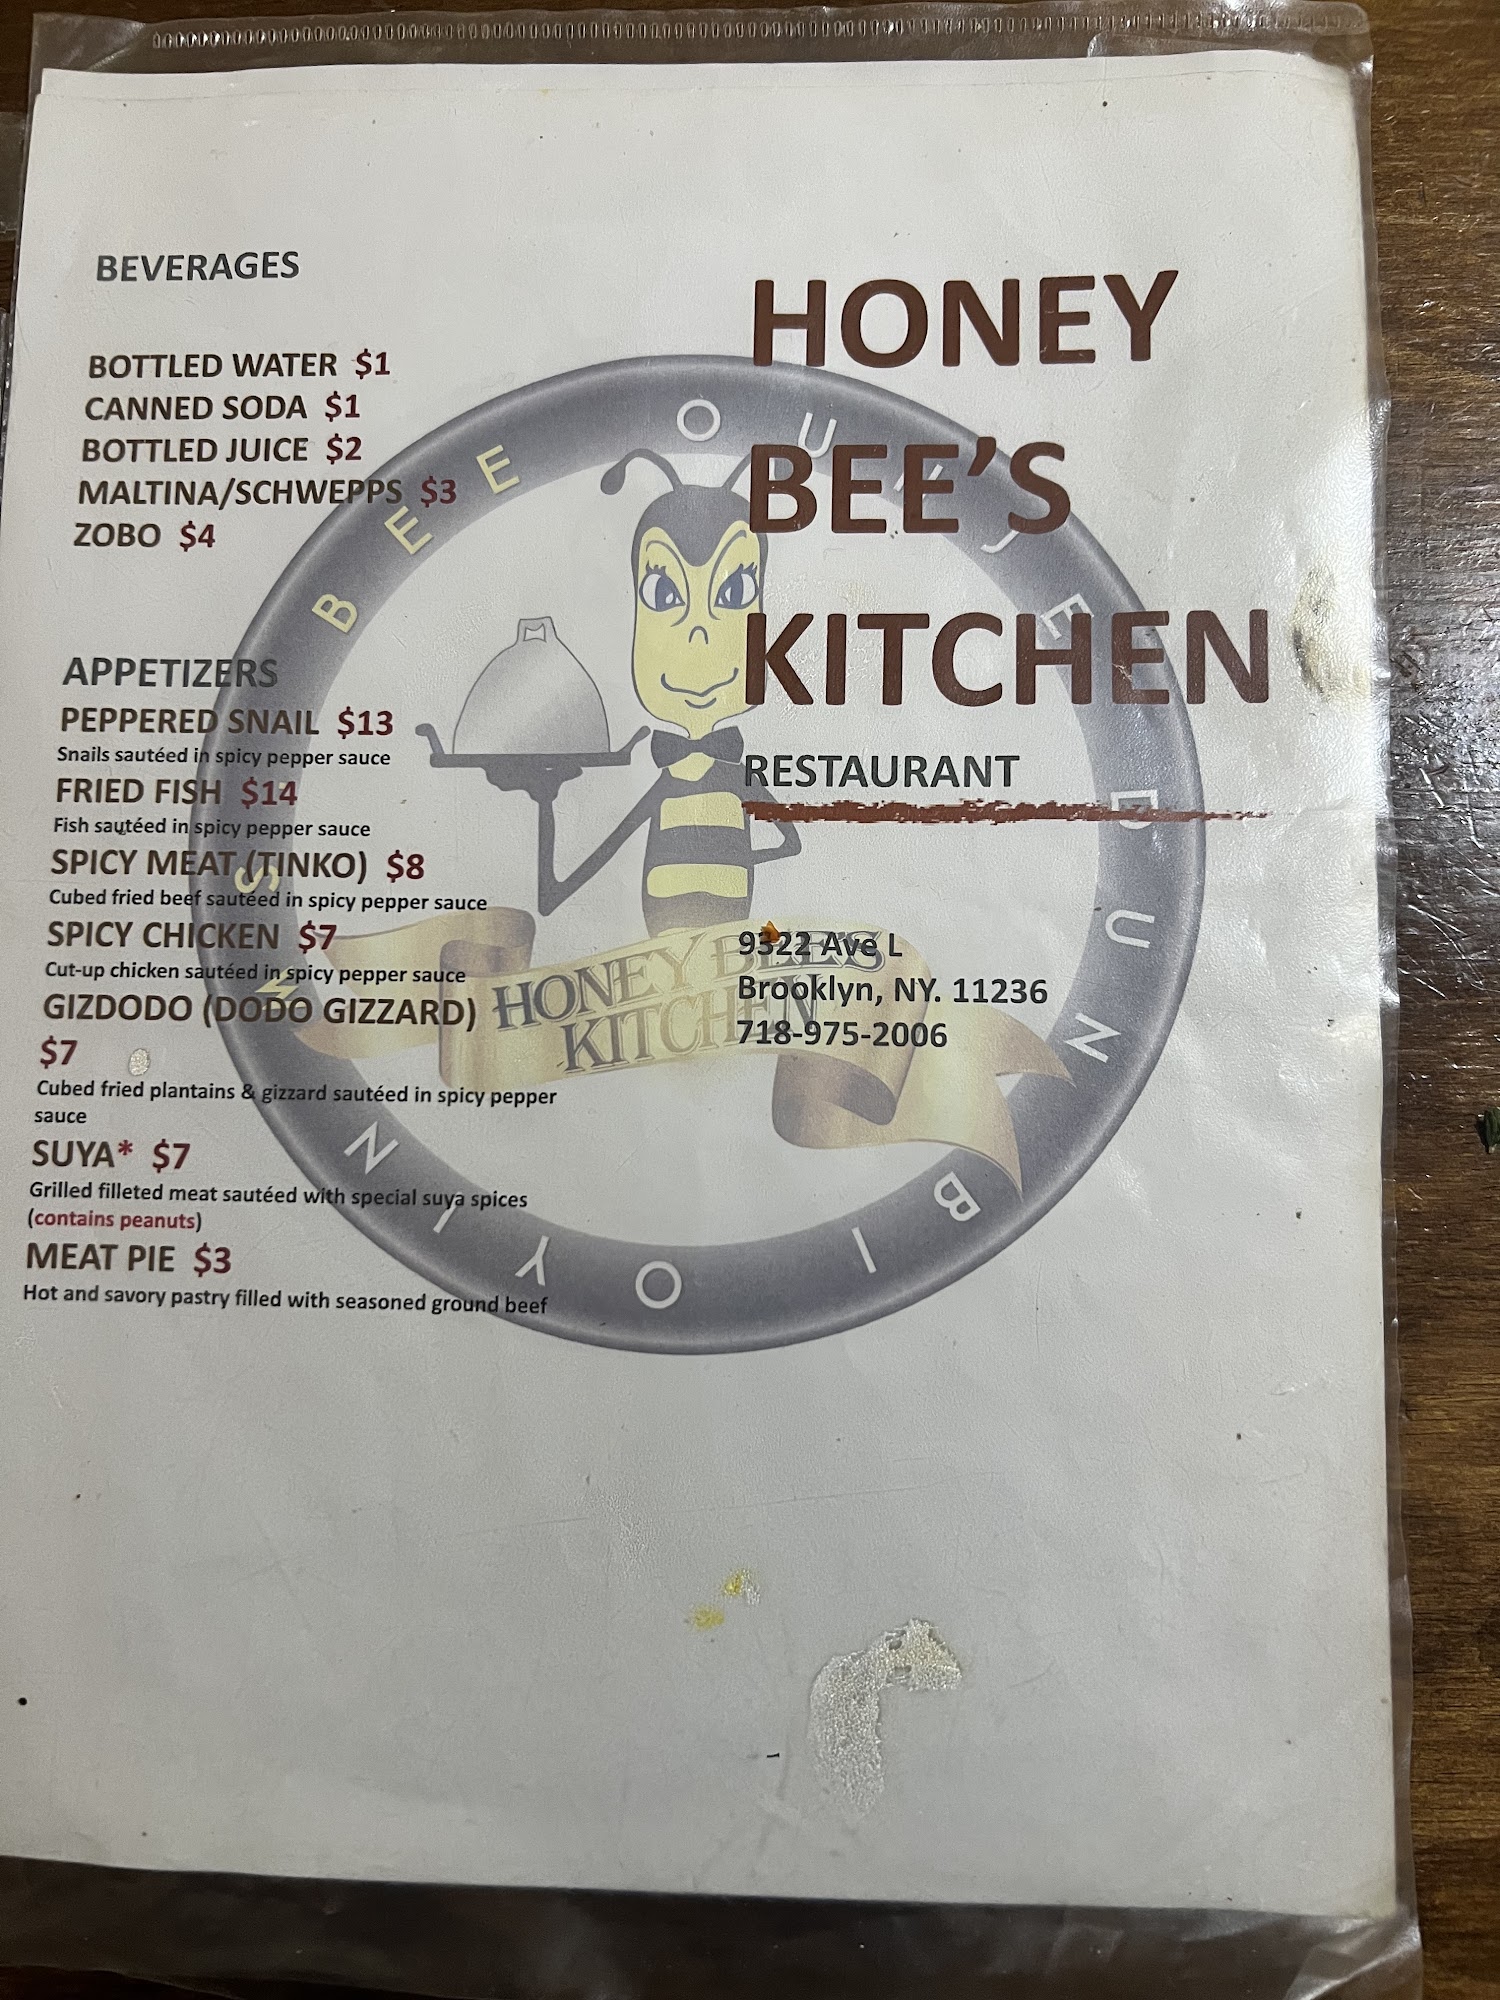 BEVERAGES
BOTTLED WATER $1
CANNED SODA $1
BOTTLED JUICE $2
MALTINA/SCHWEPPS $3
ZOBO $4
APPETIZERS
PEPPERED SNAIL $13
Snails sautéed in spicy pepper sauce
FRIED FISH $14
Fish sautéed in spicy pepper sauce
SPICY MEAT (TINKO) $8
Cubed fried beef sautéed in spicy pepper sauce
SPICY CHICKEN $7
Cut-up chicken sautéed in spicy pepper sauce
GIZDODO (DODO GIZZARD)
$7
Cubed fried plantains & gizzard sautéed in spicy pepper
sauce
SUYA* $7
Grilled filleted meat sautéed with special suya spices
(contains peanuts)
MEAT PIE $3
Hot and savory pastry filled with seasoned ground beef
HONEY
BEE'S
KITCHEN
RESTAURANT
9322 Ave L
Brooklyn, NY. 11236
718-975-2006
HONEY BEE'S
KITCHEN